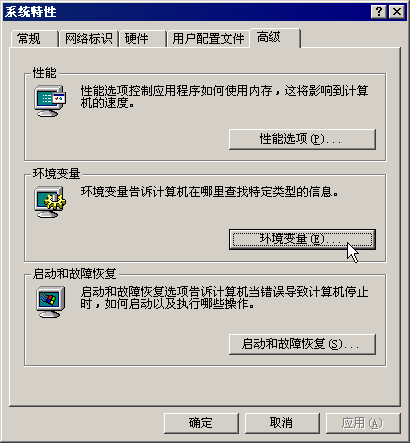 系统特性
常规 网络标识 硬件 用户配置文件 高级
性能
性能选项控制应用程序如何使用内存，这将影响到计算
机的速度。
性能选项(P)...
环境变量
环境变量告诉计算机在哪里查找特定类型的信息。
环境变量(E)...
启动和故障恢复
启动和故障恢复选项告诉计算机当错误导致计算机停止
时，如何启动以及执行哪些操作。
启动和故障恢复(S)...
确定 取消 应用(A)